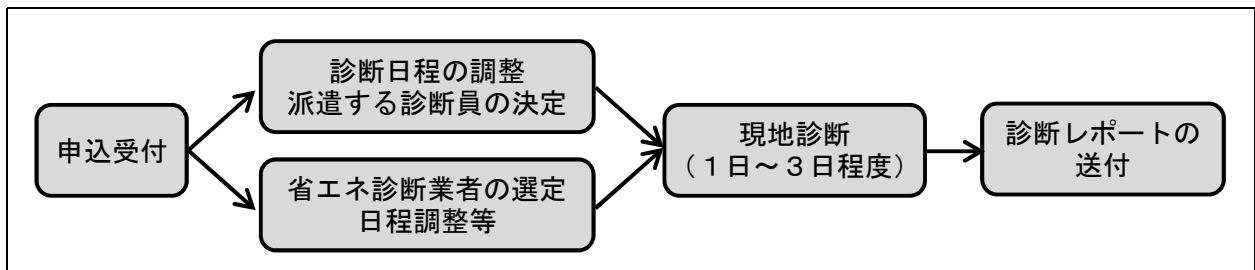 申込受付
診断日程の調整
派遣する診断員の決定
省エネ診断業者の選定
日程調整等
現地診断
(1日～3日程度)
診断レポートの
送付